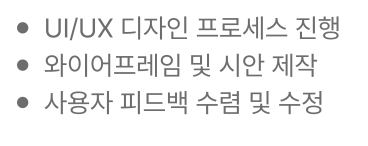 • UI/UX 디자인 프로세스 진행
• 와이어프레임 및 시안 제작
• 사용자 피드백 수렴 및 수정